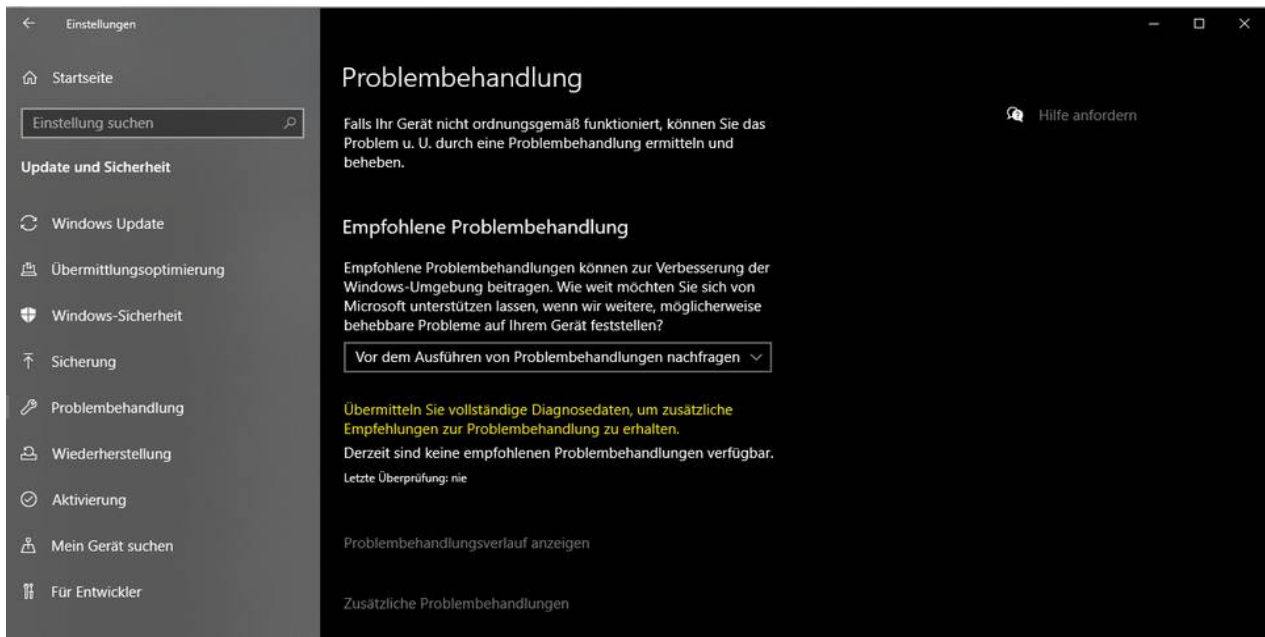 Einstellungen
Startseite
Einstellung suchen
Update und Sicherheit
Windows Update
Übermittlungsoptimierung
Windows-Sicherheit
Sicherung
Problembehandlung
Wiederherstellung
Aktivierung
Mein Gerät suchen
Für Entwickler
Problembehandlung
Falls Ihr Gerät nicht ordnungsgemäß funktioniert, können Sie das
Problem u. U. durch eine Problembehandlung ermitteln und
beheben.
Empfohlene Problembehandlung
Empfohlene Problembehandlungen können zur Verbesserung der
Windows-Umgebung beitragen. Wie weit möchten Sie sich von
Microsoft unterstützen lassen, wenn wir weitere, möglicherweise
behebbare Probleme auf Ihrem Gerät feststellen?
Vor dem Ausführen von Problembehandlungen nachfragen
Übermitteln Sie vollständige Diagnosedaten, um zusätzliche
Empfehlungen zur Problembehandlung zu erhalten.
Derzeit sind keine empfohlenen Problembehandlungen verfügbar.
Letzte Überprüfung: nie
Problembehandlungsverlauf anzeigen
Zusätzliche Problembehandlungen
Hilfe anfordern